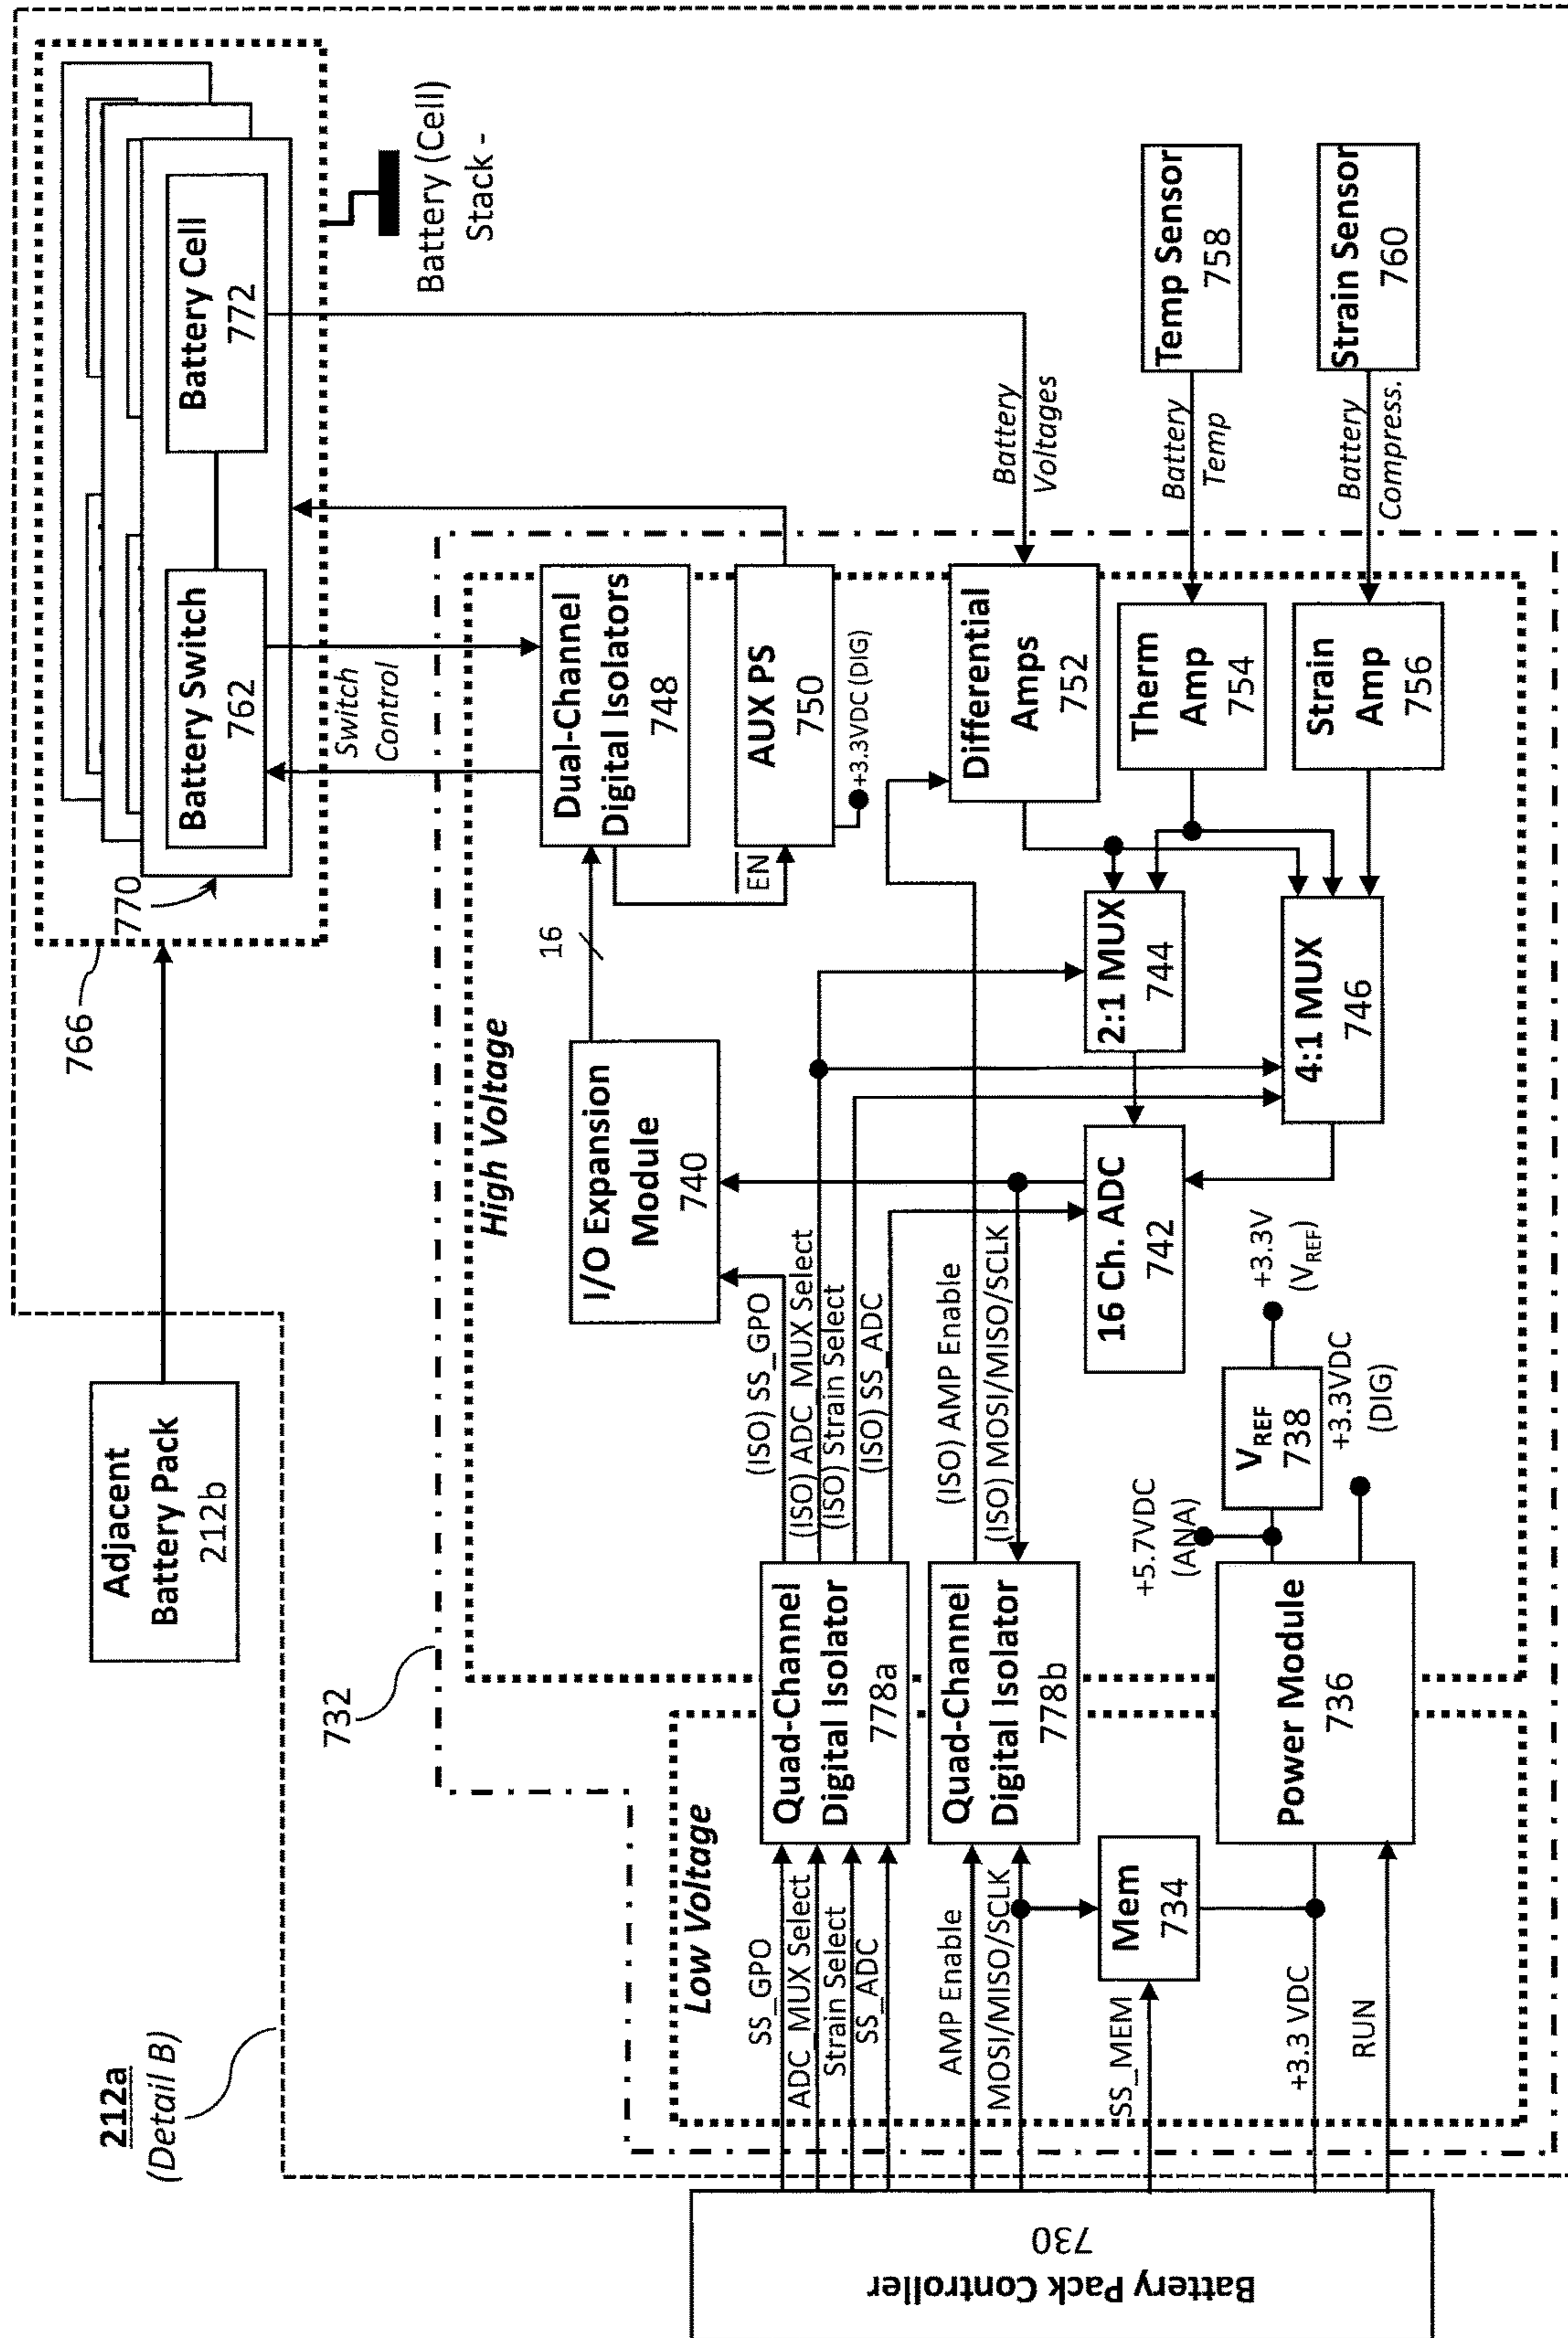 212a
(Detail B)
Adjacent
Battery Pack
212b
766
770
Battery Switch
762
Battery Cell
772
Battery (Cell)
Stack -
732
Switch
Control
High Voltage
Low Voltage
Battery Pack Controller
730
SS_GPO
ADC_MUX Select
Strain Select
SS_ADC
AMP Enable
MOSI/MISO/SCLK
SS_MEM
+3.3 VDC
RUN
Quad-Channel
Digital Isolator
778a
Quad-Channel
Digital Isolator
778b
Mem
734
Power Module
736
(ISO) SS_GPO
(ISO) ADC_MUX Select
(ISO) Strain Select
(ISO) SS_ADC
(ISO) AMP Enable
(ISO) MOSI/MISO/SCLK
+5.7VDC
(ANA)
VREF
738
+3.3V
(VREF)
+3.3VDC
(DIG)
I/O Expansion
Module
740
16
16 Ch. ADC
742
2:1 MUX
744
4:1 MUX
746
Dual-Channel
Digital Isolators
748
EN
AUX PS
750
+3.3VDC (DIG)
Differential
Amps
752
Therm
Amp
754
Strain
Amp
756
Battery
Voltages
Battery
Temp
Battery
Compress.
Temp Sensor
758
Strain Sensor
760